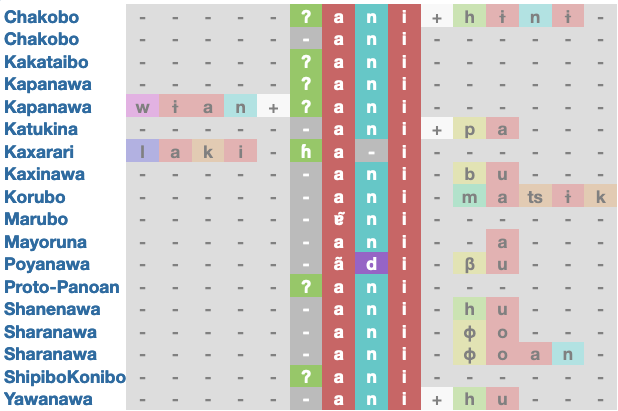 Chakobo - - - - - ʔ a n i + h ɨ n ɨ -
Chakobo - - - - - - a n i - - - - - -
Kakataibo - - - - - ʔ a n i - - - - - -
Kapanawa - - - - - ʔ a n i - - - - - -
Kapanawa w ɨ a n + ʔ a n i - - - - - -
Katukina - - - - - - a n i + p a - - -
Kaxarari l a k i - ɦ a - i - - - - - -
Kaxinawa - - - - - - a n i - b u - - -
Korubo - - - - - - a n i - m a ts ɨ k
Marubo - - - - - - ɐ̃ n i - - - - - -
Mayoruna - - - - - - a n i - - a - - -
Poyanawa - - - - - - ã d i - β u - - -
Proto-Panoan - - - - - ʔ a n i - - - - - -
Shanenawa - - - - - - a n i - h u - - -
Sharanawa - - - - - - a n i - ɸ o - - -
Sharanawa - - - - - - a n i - ɸ o a n -
ShipiboKonibo - - - - - ʔ a n i - - - - - -
Yawanawa - - - - - - a n i + h u - - -